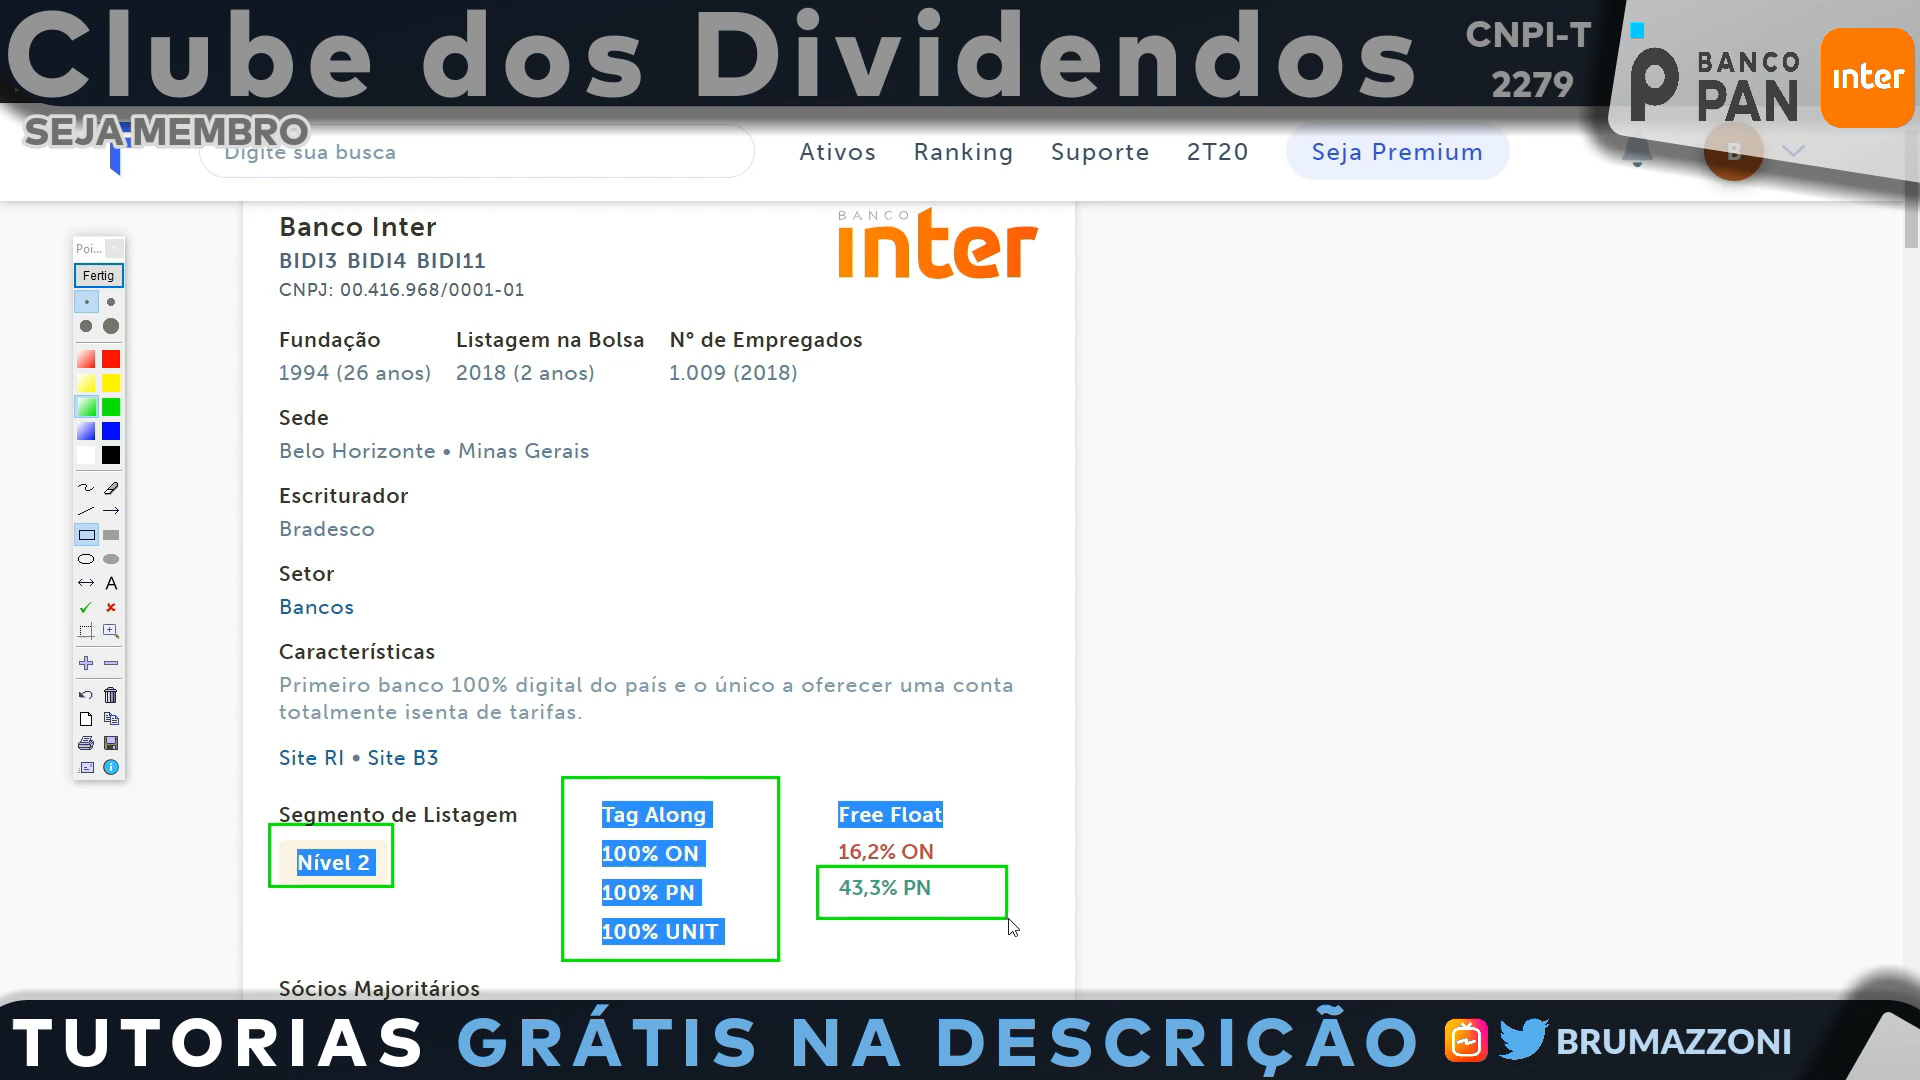 Clube dos Dividendos
CNPI-T
2279
BANCO
PAN
inter
SEJA MEMBRO
Digite sua busca
Ativos
Ranking
Suporte
2T20
Seja Premium
B
Banco Inter
BIDI3 BIDI4 BIDI11
CNPJ: 00.416.968/0001-01
BANCO
inter
Fundação
1994 (26 anos)
Listagem na Bolsa
2018 (2 anos)
N° de Empregados
1.009 (2018)
Sede
Belo Horizonte • Minas Gerais
Escriturador
Bradesco
Setor
Bancos
Características
Primeiro banco 100% digital do país e o único a oferecer uma conta
totalmente isenta de tarifas.
Site RI • Site B3
Segmento de Listagem
Nível 2
Tag Along
100% ON
100% PN
100% UNIT
Free Float
16,2% ON
43,3% PN
Sócios Majoritários
Poi...
Fertig
A
TUTORIAS GRÁTIS NA DESCRIÇÃO
BRUMAZZONI